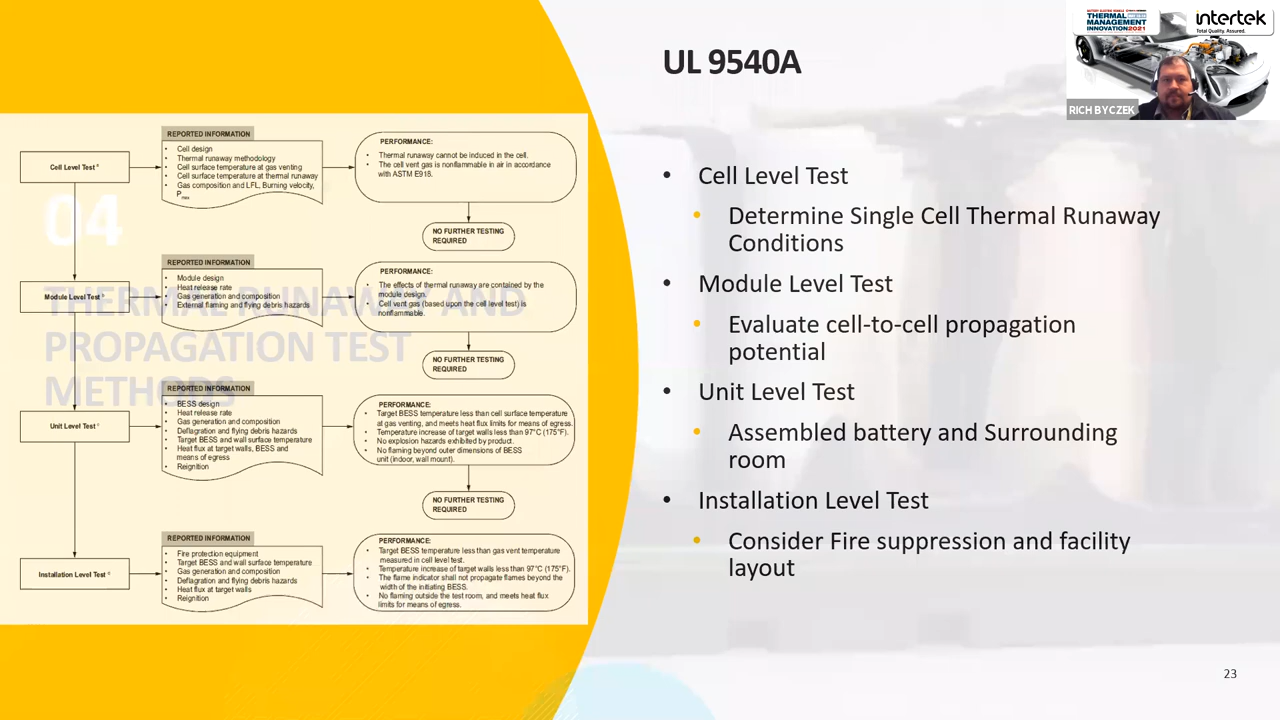 UL 9540A
THERMAL
MANAGEMENT
INNOVATION2021
intertek
Total Quality. Assured.
RICH BYCZEK
04
THERMAL RUNAWAY AND
PROPAGATION TEST
METHODS
Cell Level Test a
REPORTED INFORMATION
• Cell design
• Thermal runaway methodology
• Cell surface temperature at gas venting
• Cell surface temperature at thermal runaway
• Gas composition and LFL, Burning velocity,
Pmax
PERFORMANCE:
• Thermal runaway cannot be induced in the cell.
• The cell vent gas is nonflammable in air in accordance
with ASTM E918.
NO FURTHER TESTING
REQUIRED
Module Level Test b
REPORTED INFORMATION
• Module design
• Heat release rate
• Gas generation and composition
• External flaming and flying debris hazards
PERFORMANCE:
• The effects of thermal runaway are contained by the
module design.
• Cell vent gas (based upon the cell level test) is
nonflammable.
NO FURTHER TESTING
REQUIRED
Unit Level Test c
REPORTED INFORMATION
• BESS design
• Heat release rate
• Gas generation and composition
• Deflagration and flying debris hazards
• Target BESS and wall surface temperature
• Heat flux at target walls, BESS and
means of egress
• Reignition
PERFORMANCE:
• Target BESS temperature less than cell surface temperature
at gas venting, and meets heat flux limits for means of egress.
• Temperature increase of target walls less than 97°C (175°F).
• No explosion hazards exhibited by product.
• No flaming beyond outer dimensions of BESS
unit (indoor, wall mount).
NO FURTHER TESTING
REQUIRED
Installation Level Test d
REPORTED INFORMATION
• Fire protection equipment
• Target BESS and wall surface temperature
• Gas generation and composition
• Deflagration and flying debris hazards
• Heat flux at target walls
• Reignition
PERFORMANCE:
• Target BESS temperature less than gas vent temperature
measured in cell level test.
• Temperature increase of target walls less than 97°C (175°F).
• The flame indicator shall not propagate flames beyond the
width of the initiating BESS.
• No flaming outside the test room, and meets heat flux
limits for means of egress.
• Cell Level Test
• Determine Single Cell Thermal Runaway
Conditions
• Module Level Test
• Evaluate cell-to-cell propagation
potential
• Unit Level Test
• Assembled battery and Surrounding
room
• Installation Level Test
• Consider Fire suppression and facility
layout
23